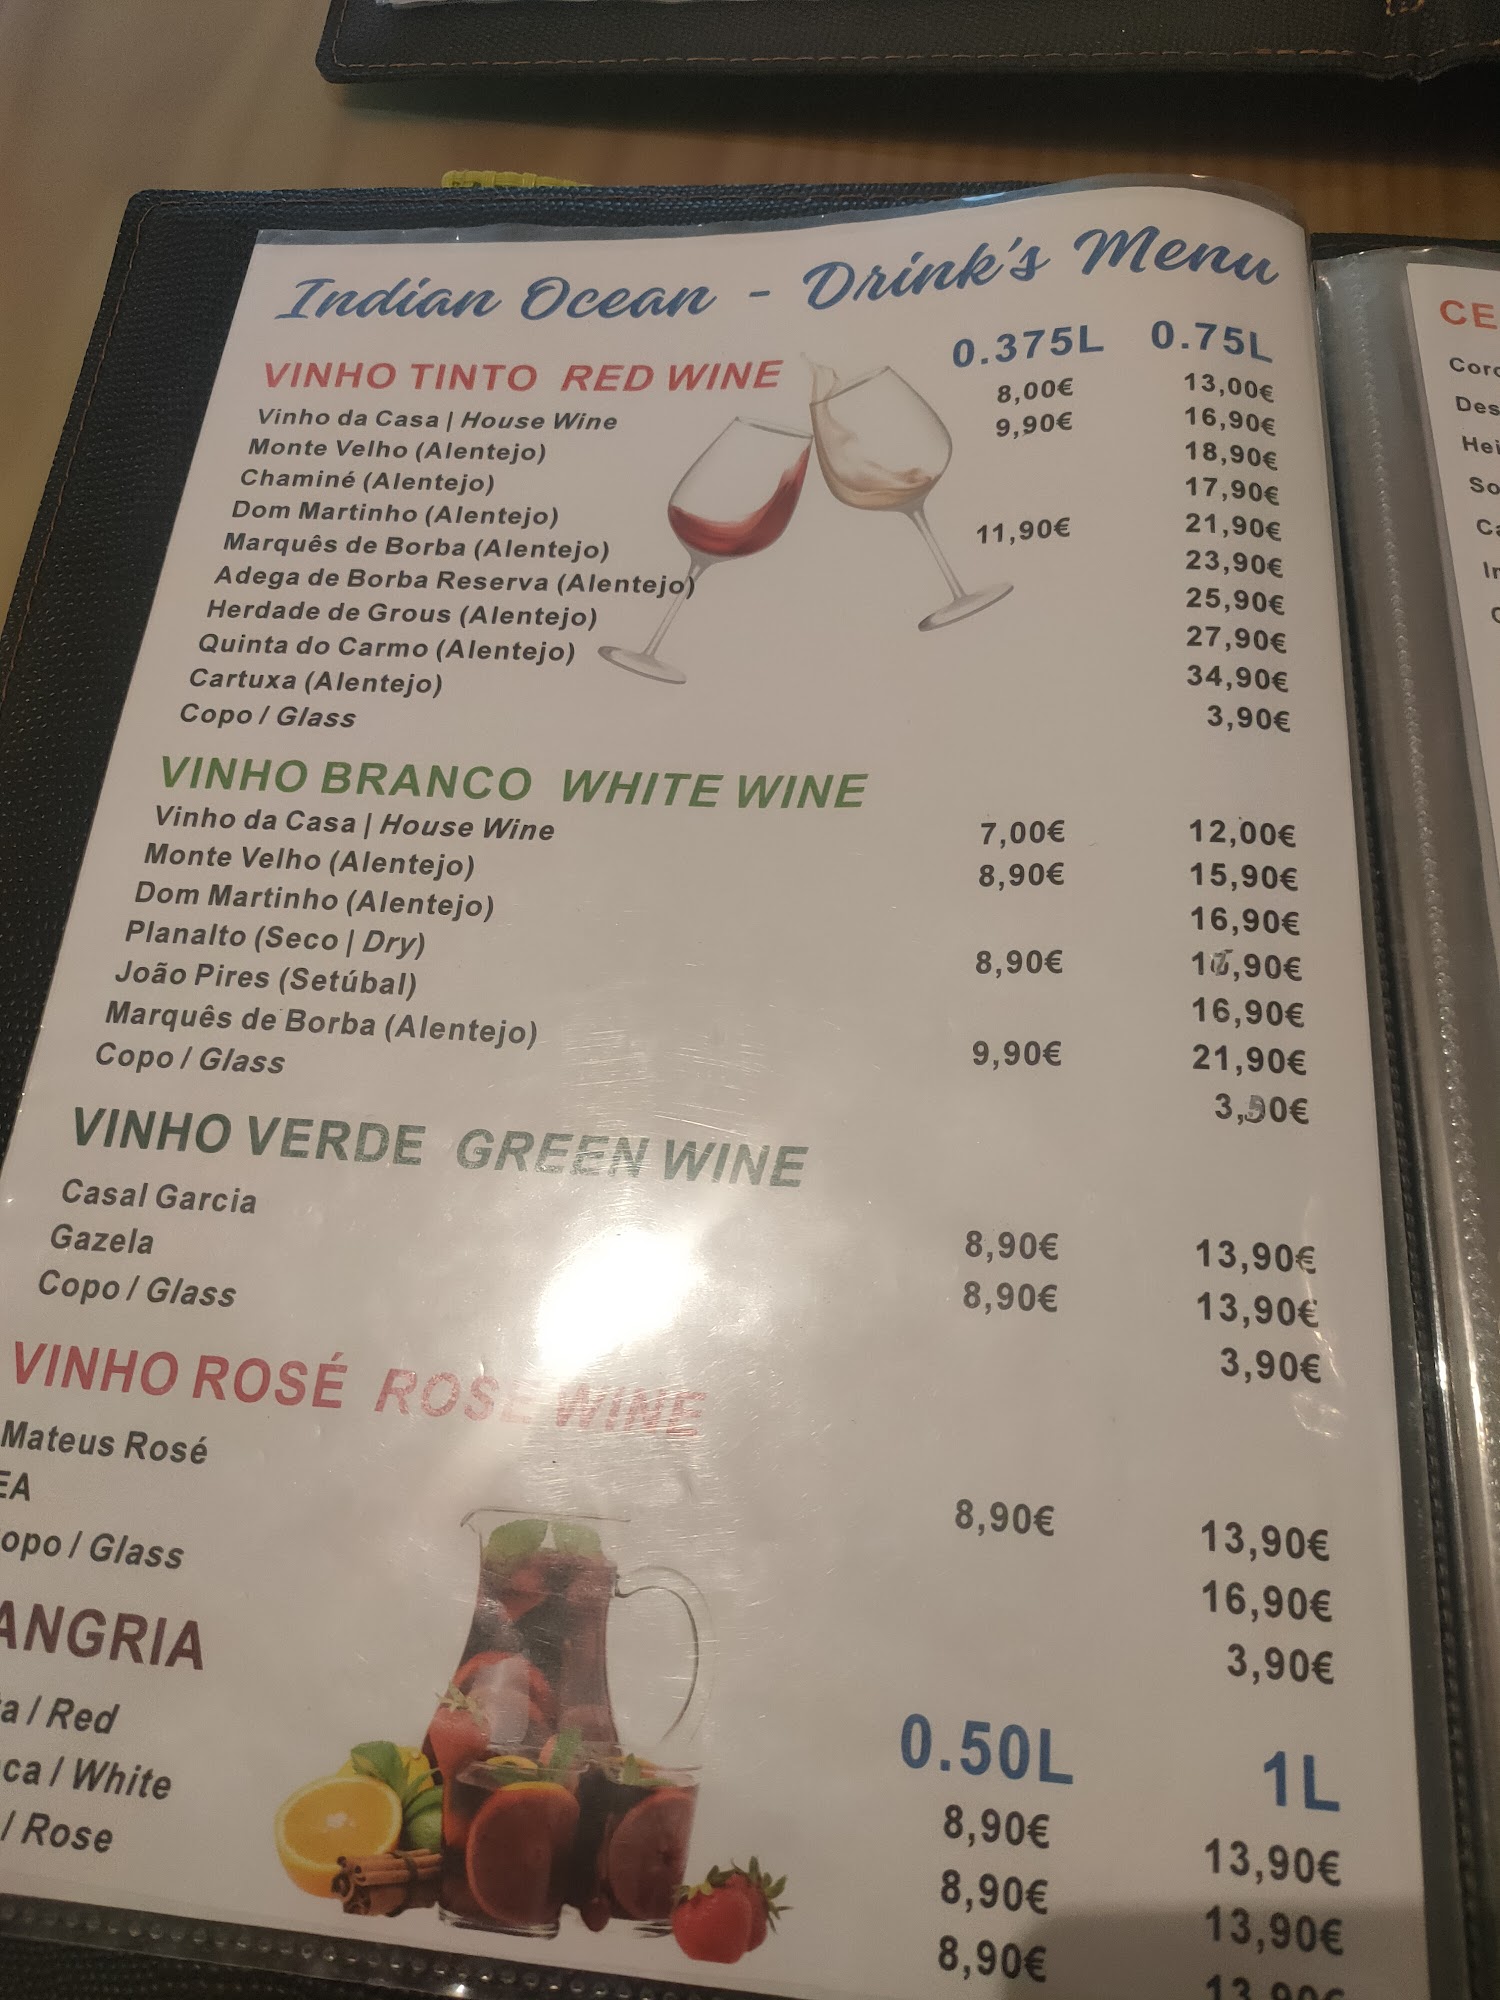 Indian Ocean - Drink's Menu
VINHO TINTO RED WINE 0.375L 0.75L
Vinho da Casa | House Wine 8,00€ 13,00€
Monte Velho (Alentejo) 9,90€ 16,90€
Chaminé (Alentejo) 18,90€
Dom Martinho (Alentejo) 17,90€
Marquês de Borba (Alentejo) 11,90€ 21,90€
Adega de Borba Reserva (Alentejo) 23,90€
Herdade de Grous (Alentejo) 25,90€
Quinta do Carmo (Alentejo) 27,90€
Cartuxa (Alentejo) 34,90€
Copo / Glass 3,90€
VINHO BRANCO WHITE WINE
Vinho da Casa | House Wine 7,00€ 12,00€
Monte Velho (Alentejo) 8,90€ 15,90€
Dom Martinho (Alentejo) 16,90€
Planalto (Seco | Dry) 8,90€
João Pires (Setúbal) 16,90€
Marquês de Borba (Alentejo) 9,90€ 21,90€
Copo / Glass
VINHO VERDE GREEN WINE
Casal Garcia 8,90€ 13,90€
Gazela 8,90€ 13,90€
Copo / Glass 3,90€
VINHO ROSÉ ROSE WINE
Mateus Rosé 8,90€ 13,90€
EA 16,90€
opo / Glass 3,90€
ANGRIA 0.50L 1L
a / Red 8,90€ 13,90€
ca / White 8,90€ 13,90€
/ Rose 8,90€ 13,90€
CE
Des
Hei
So